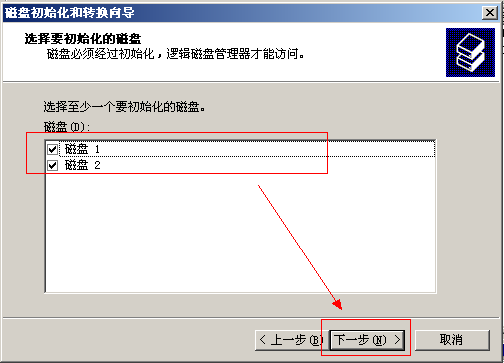 磁盘初始化和转换向导
选择要初始化的磁盘
磁盘必须经过初始化，逻辑磁盘管理器才能访问。
选择至少一个要初始化的磁盘。
磁盘(D):
磁盘 1
磁盘 2
< 上一步(B) 下一步(N) > 取消